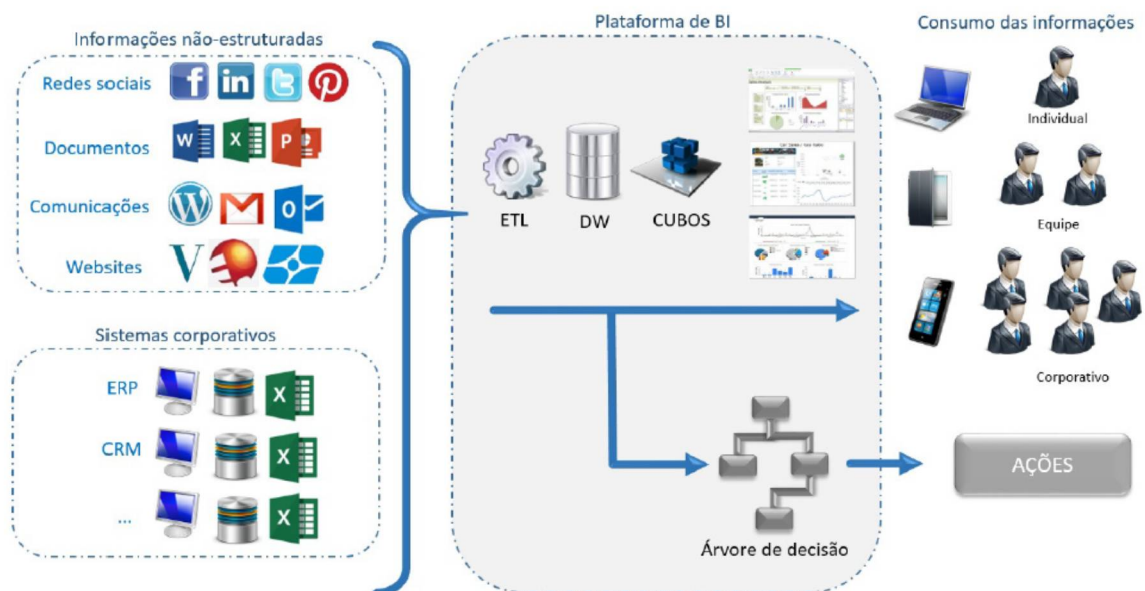 Informações não-estruturadas
Redes sociais
Documentos
Comunicações
Websites
Sistemas corporativos
ERP
CRM
...
Plataforma de BI
ETL
DW
CUBOS
Árvore de decisão
Consumo das informações
Individual
Equipe
Corporativo
AÇÕES